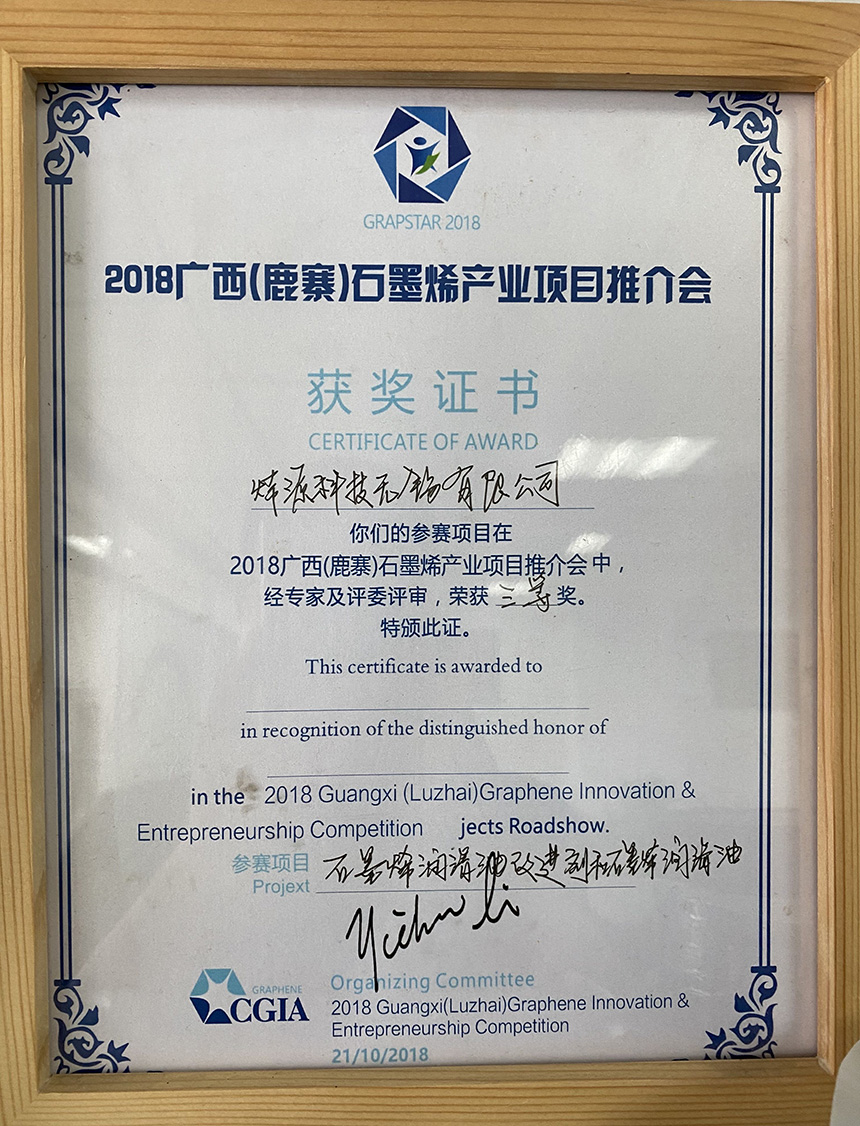 GRAPSTAR 2018
2018广西(鹿寨)石墨烯产业项目推介会
获奖证书
CERTIFICATE OF AWARD
烯源科技无锡有限公司
你们的参赛项目在
2018广西(鹿寨)石墨烯产业项目推介会中，
经专家及评委评审，荣获 三等 奖。
特颁此证。
This certificate is awarded to
in recognition of the distinguished honor of
in the 2018 Guangxi (Luzhai)Graphene Innovation &
Entrepreneurship Competition jects Roadshow.
参赛项目 石墨烯润滑油改进剂和石墨烯润滑油
Projext
GRAPHENE
CGIA
Organizing Committee
2018 Guangxi(Luzhai)Graphene Innovation &
Entrepreneurship Competition
21/10/2018